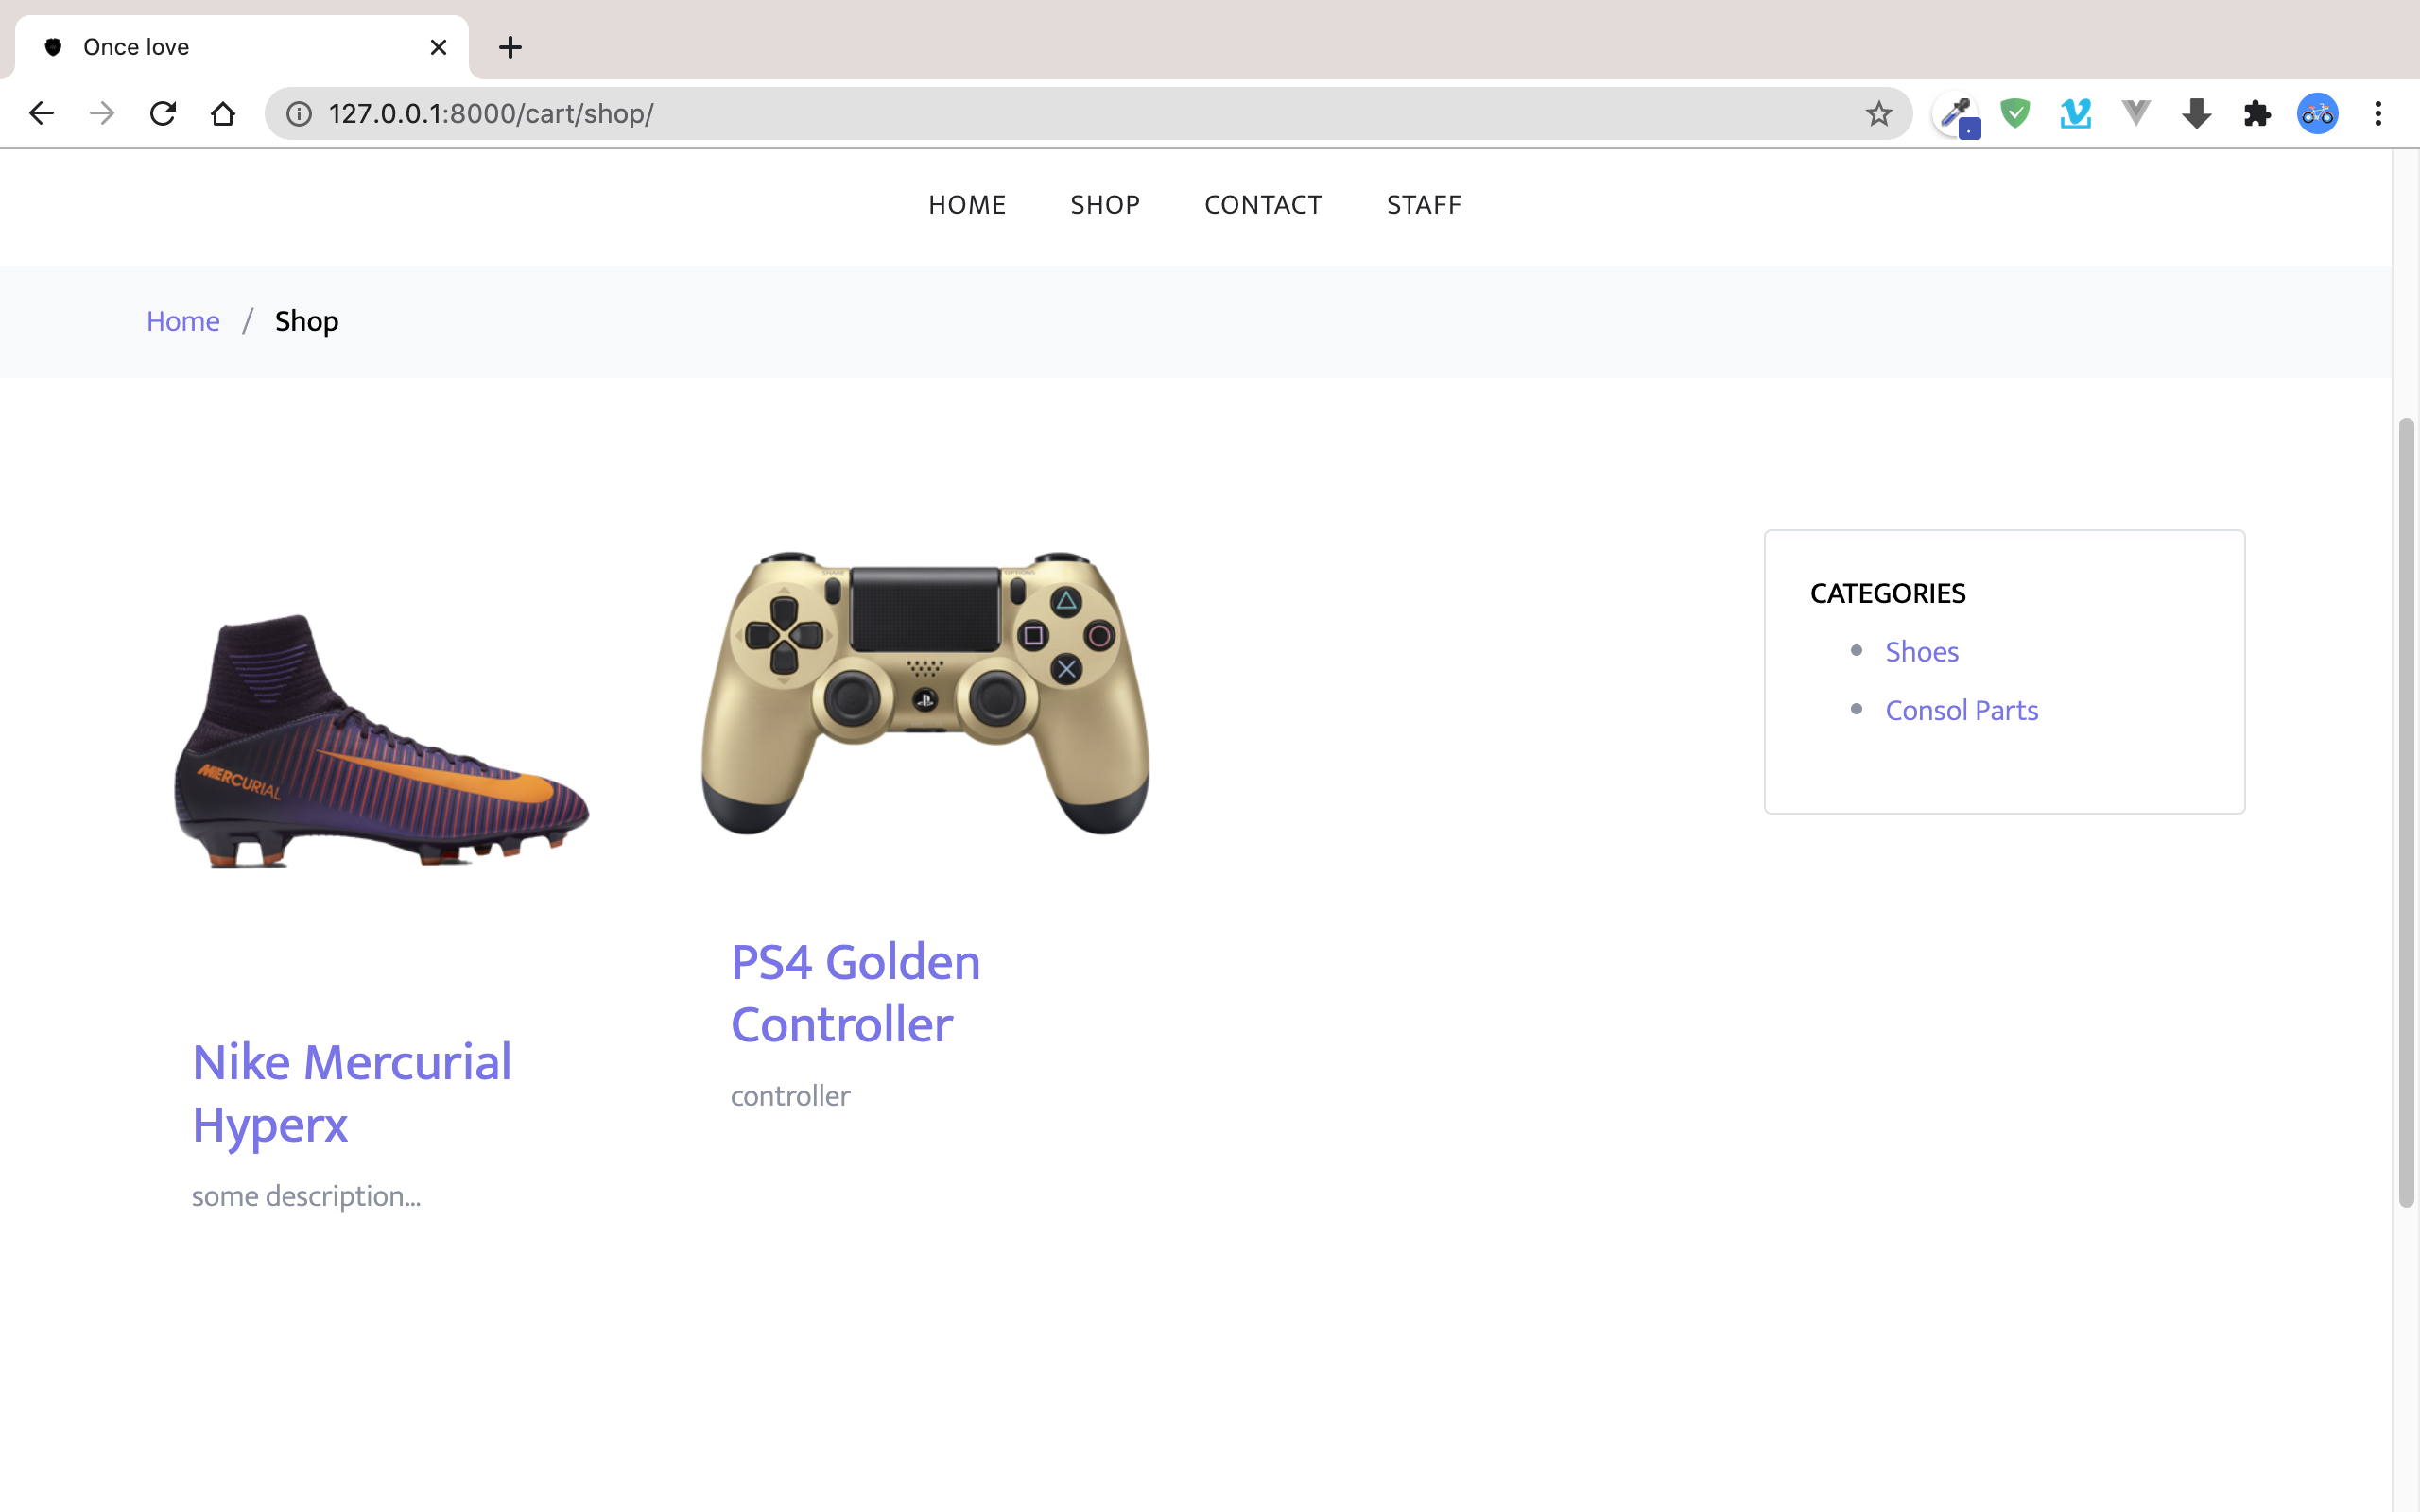 Once love
127.0.0.1:8000/cart/shop/
HOME SHOP CONTACT STAFF
Home / Shop
CATEGORIES
Shoes
Consol Parts
MERCURIAL
PS4 Golden
Controller
controller
Nike Mercurial
Hyperx
some description...